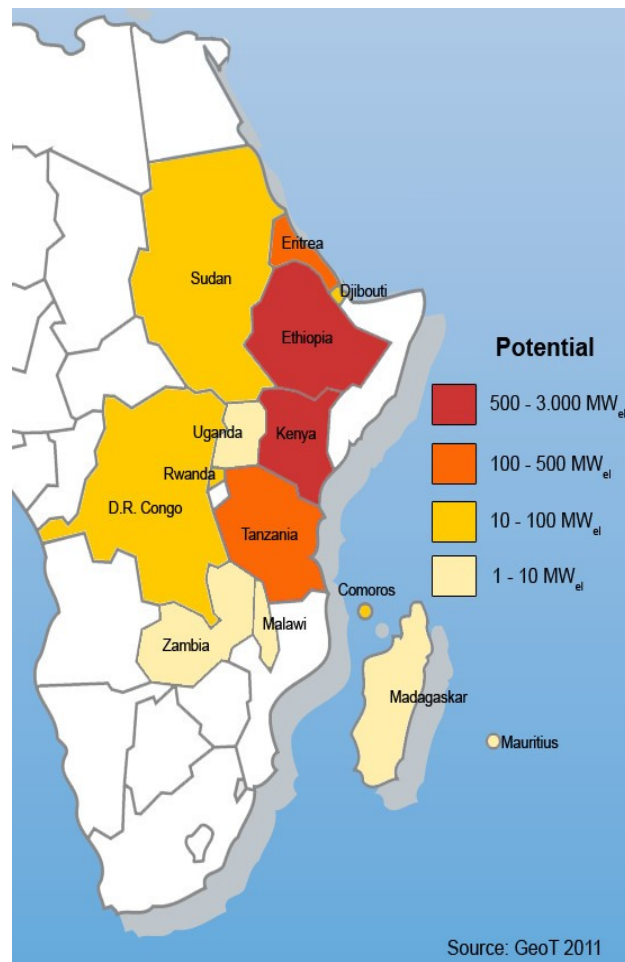 Eritrea
Sudan
Djibouti
Ethiopia
Potential
500 - 3.000 MWel
Uganda
Kenya
100 - 500 MWel
Rwanda
D.R. Congo
10 - 100 MWel
Tanzania
1 - 10 MWel
Comoros
Malawi
Zambia
Madagaskar
Mauritius
Source: GeoT 2011